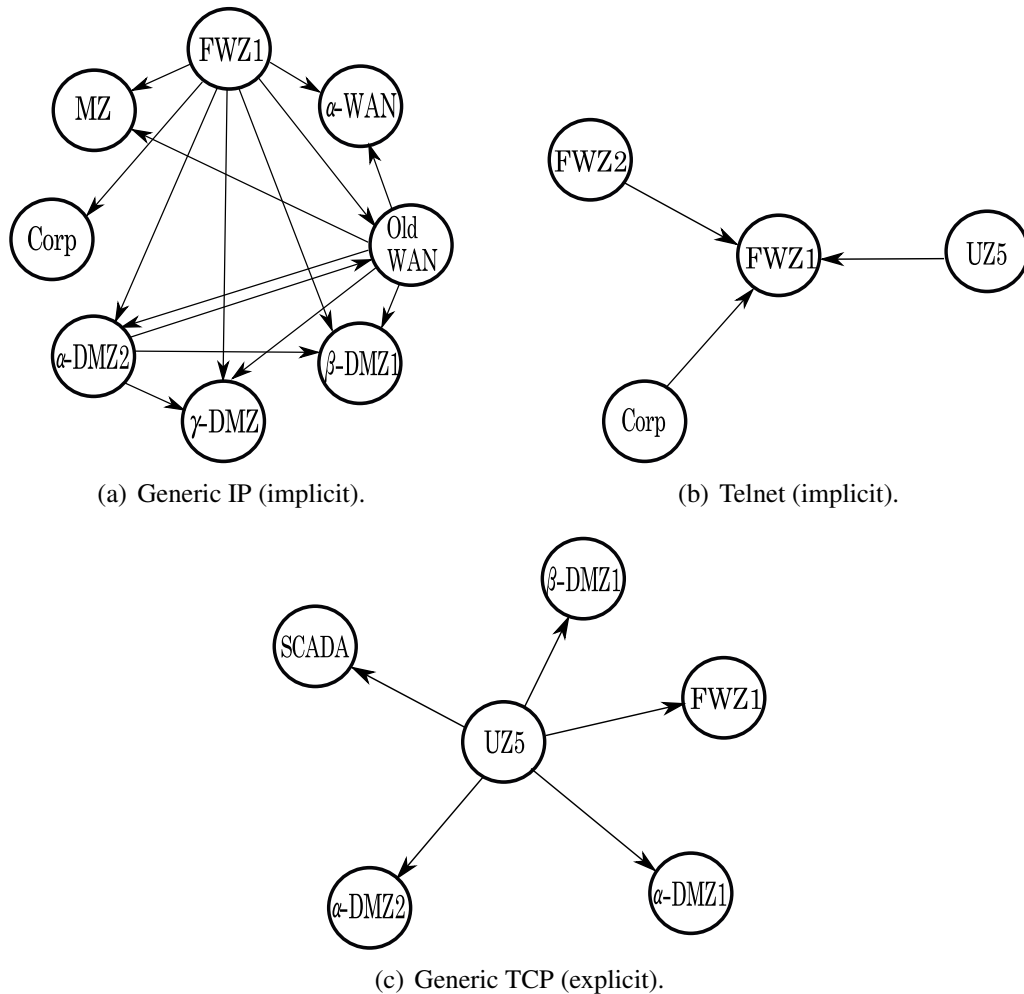 FWZ1
MZ
α-WAN
Corp
Old
WAN
α-DMZ2
β-DMZ1
γ-DMZ
(a) Generic IP (implicit).
FWZ2
FWZ1
UZ5
Corp
(b) Telnet (implicit).
β-DMZ1
SCADA
FWZ1
UZ5
α-DMZ2
α-DMZ1
(c) Generic TCP (explicit).